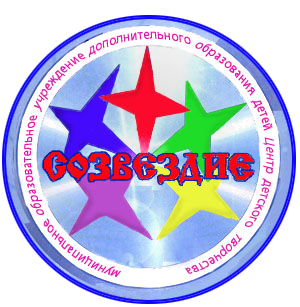 муниципальное образовательное учреждение дополнительного образования детей Центр детского творчества
СОЗВЕЗДИЕ